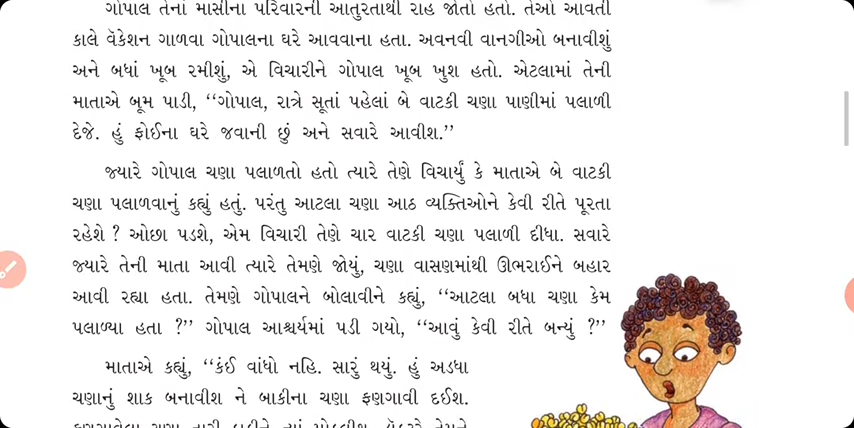 ગોપાલ તેનાં માસીના પરિવારની આતુરતાથી રાહ જોતો હતો. તેઓ આવતી
કાલે વૅકેશન ગાળવા ગોપાલના ઘરે આવવાના હતા. અવનવી વાનગીઓ બનાવીશું
અને બધાં ખૂબ રમીશું, એ વિચારીને ગોપાલ ખૂબ ખુશ હતો. એટલામાં તેની
માતાએ બૂમ પાડી, ‘‘ગોપાલ, રાત્રે સૂતાં પહેલાં બે વાટકી ચણા પાણીમાં પલાળી
દેજે. હું ફોઈના ઘરે જવાની છું અને સવારે આવીશ.’’
જ્યારે ગોપાલ ચણા પલાળતો હતો ત્યારે તેણે વિચાર્યું કે માતાએ બે વાટકી
ચણા પલાળવાનું કહ્યું હતું. પરંતુ આટલા ચણા આઠ વ્યક્તિઓને કેવી રીતે પૂરતા
રહેશે ? ઓછા પડશે, એમ વિચારી તેણે ચાર વાટકી ચણા પલાળી દીધા. સવારે
જ્યારે તેની માતા આવી ત્યારે તેમણે જોયું, ચણા વાસણમાંથી ઊભરાઈને બહાર
આવી રહ્યા હતા. તેમણે ગોપાલને બોલાવીને કહ્યું, ‘‘આટલા બધા ચણા કેમ
પલાળ્યા હતા ?’’ ગોપાલ આશ્ચર્યમાં પડી ગયો, ‘‘આવું કેવી રીતે બન્યું ?’’
માતાએ કહ્યું, ‘‘કંઈ વાંધો નહિ. સારું થયું. હું અડધા
ચણાનું શાક બનાવીશ ને બાકીના ચણા ફણગાવી દઈશ.